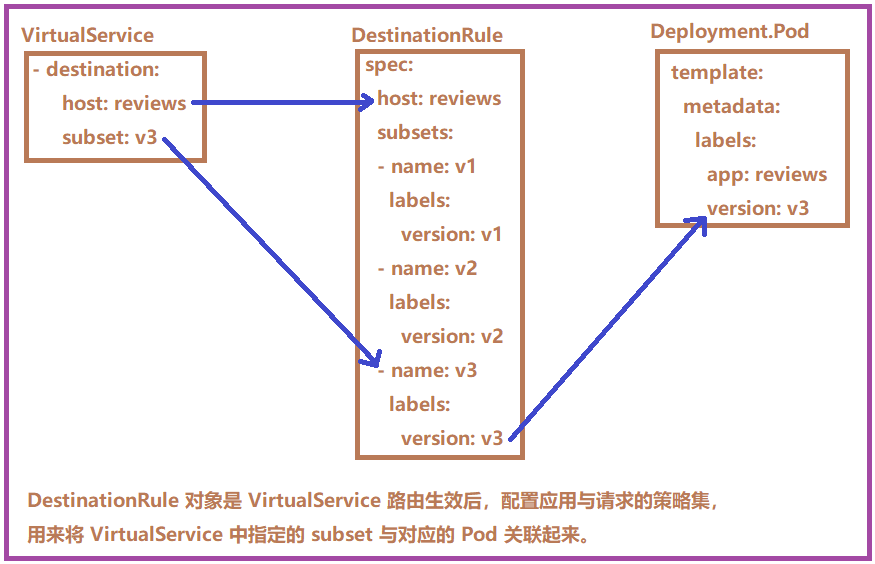 VirtualService
- destination:
host: reviews
subset: v3
DestinationRule
spec:
host: reviews
subsets:
- name: v1
labels:
version: v1
- name: v2
labels:
version: v2
- name: v3
labels:
version: v3
Deployment.Pod
template:
metadata:
labels:
app: reviews
version: v3
DestinationRule 对象是 VirtualService 路由生效后，配置应用与请求的策略集，
用来将 VirtualService 中指定的 subset 与对应的 Pod 关联起来。